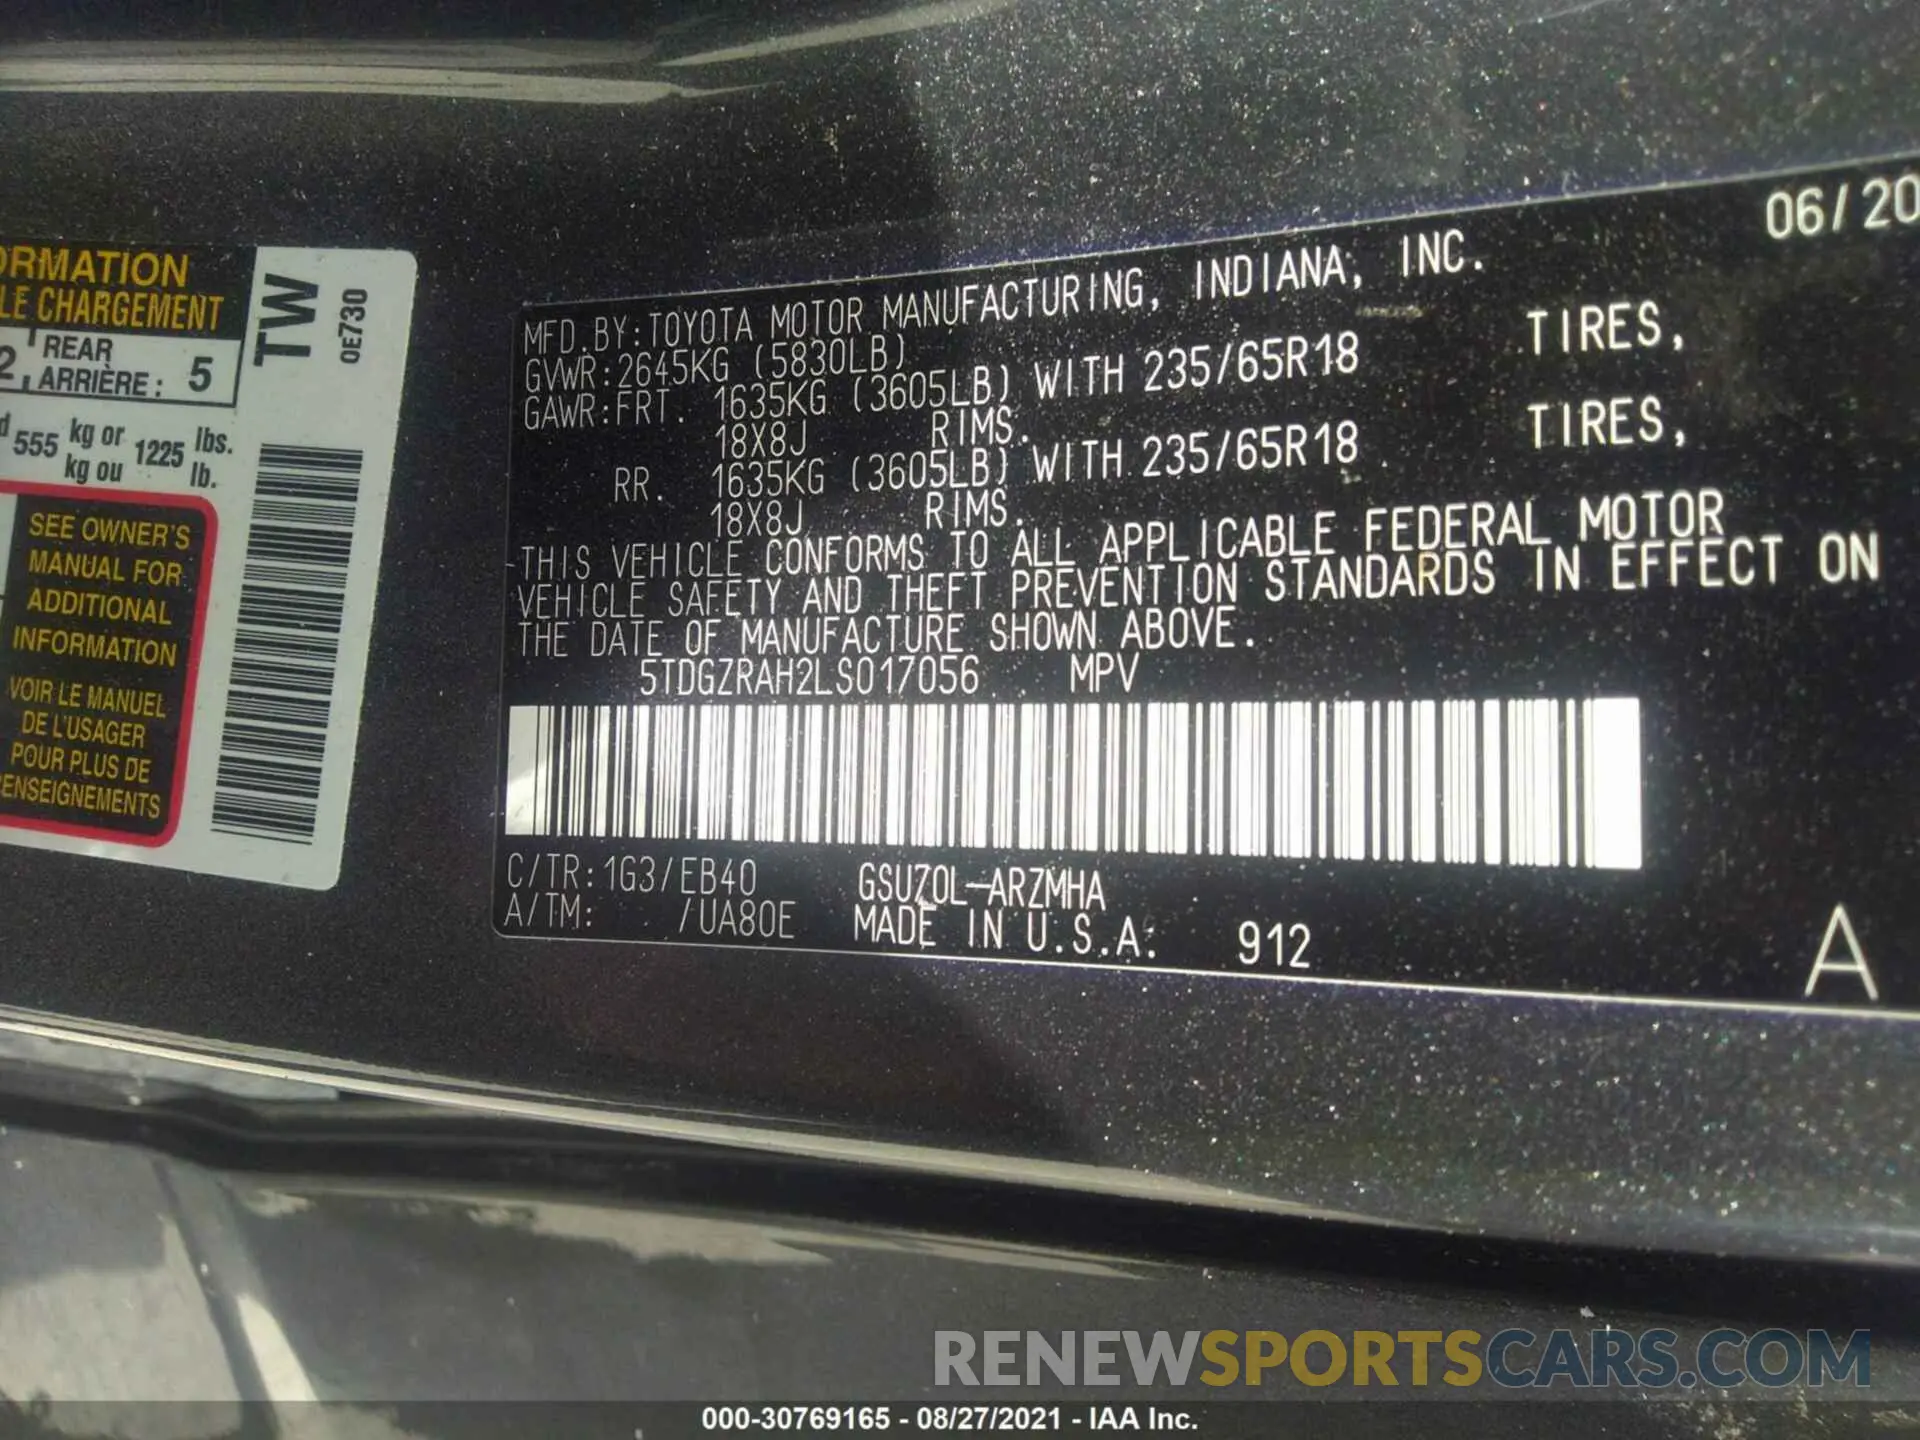 ORMATION
LE CHARGEMENT
2 REAR
ARRIÈRE : 5
555 kg or 1225 lbs.
kg ou lb.
SEE OWNER'S
MANUAL FOR
ADDITIONAL
INFORMATION
VOIR LE MANUEL
DE L'USAGER
POUR PLUS DE
RENSEIGNEMENTS
TW
0E730
06/20
MFD.BY:TOYOTA MOTOR MANUFACTURING, INDIANA, INC.
GVWR:2645KG (5830LB)
GAWR:FRT. 1635KG (3605LB) WITH 235/65R18 TIRES,
18X8J RIMS.
RR. 1635KG (3605LB) WITH 235/65R18 TIRES,
18X8J RIMS.
THIS VEHICLE CONFORMS TO ALL APPLICABLE FEDERAL MOTOR
VEHICLE SAFETY AND THEFT PREVENTION STANDARDS IN EFFECT ON
THE DATE OF MANUFACTURE SHOWN ABOVE.
5TDGZRAH2LS017056 MPV
C/TR:1G3/EB40 GSUZ0L-ARZMHA
A/TM: /UA80E MADE IN U.S.A. 912
A
RENEWSPORTSCARS.COM
000-30769165 - 08/27/2021 - IAA Inc.